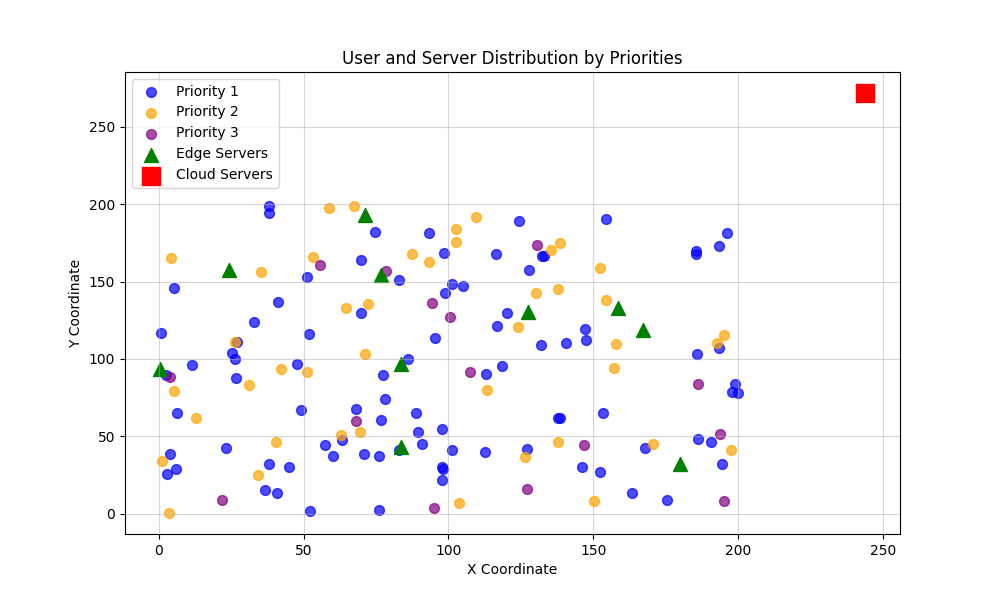 User and Server Distribution by Priorities
Priority 1
Priority 2
Priority 3
Edge Servers
Cloud Servers
Y Coordinate
250
200
150
100
50
0
0 50 100 150 200 250
X Coordinate